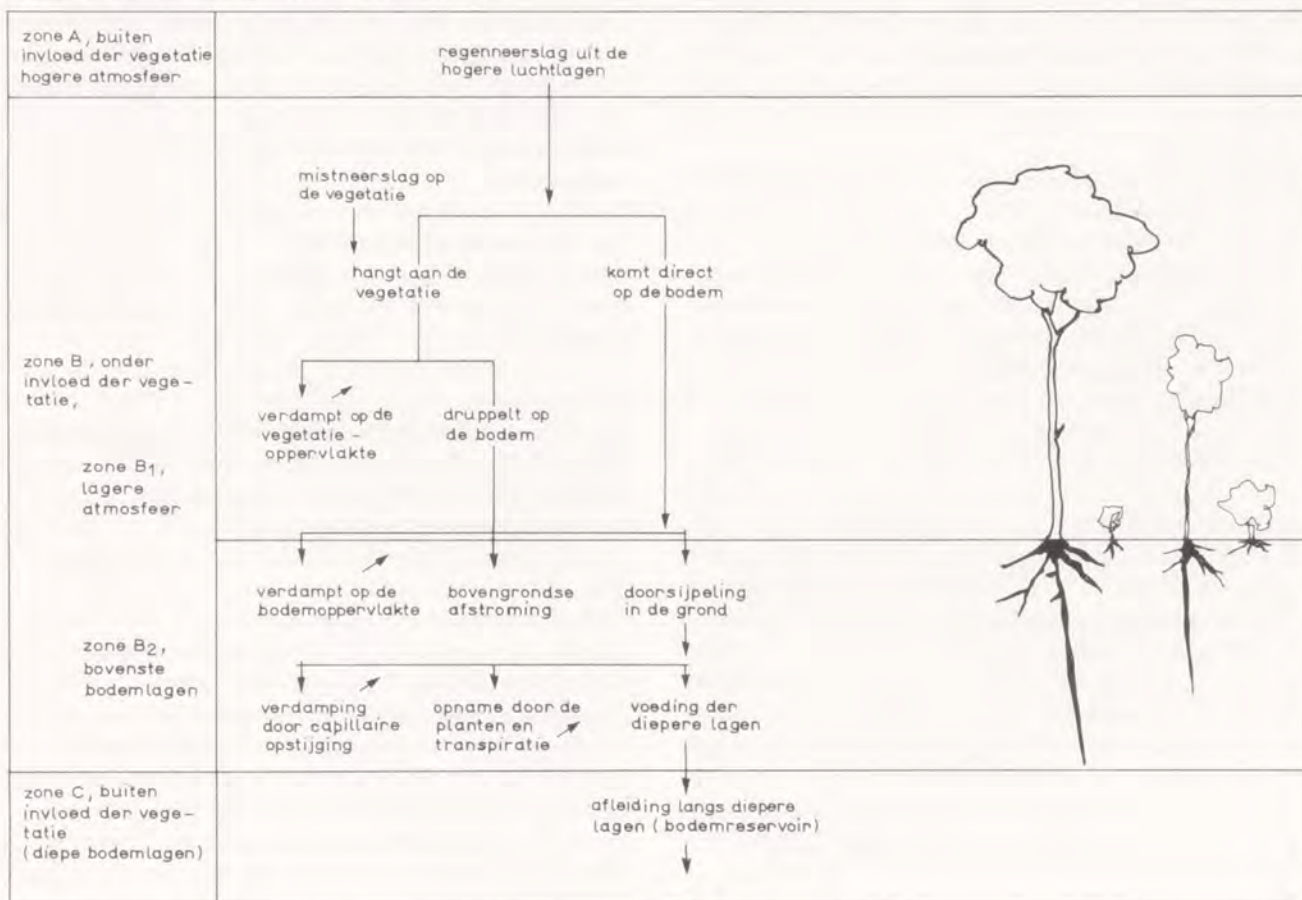 zone A, buiten
invloed der vegetatie
hogere atmosfeer
regenneerslag uit de
hogere luchtlagen
mistneerslag op
de vegetatie
hangt aan de
vegetatie
komt direct
op de bodem
zone B, onder
invloed der vege-
tatie,
verdampt op de
vegetatie -
oppervlakte
druppelt op
de bodem
zone B1,
lagere
atmosfeer
verdampt op de
bodemoppervlakte
bovengrondse
afstroming
doorsijpeling
in de grond
zone B2,
bovenste
bodemlagen
verdamping
door capillaire
opstijging
opname door de
planten en
transpiratie
voeding der
diepere lagen
zone C, buiten
invloed der vege-
tatie
(diepe bodemlagen)
afleiding langs diepere
lagen (bodemreservoir)